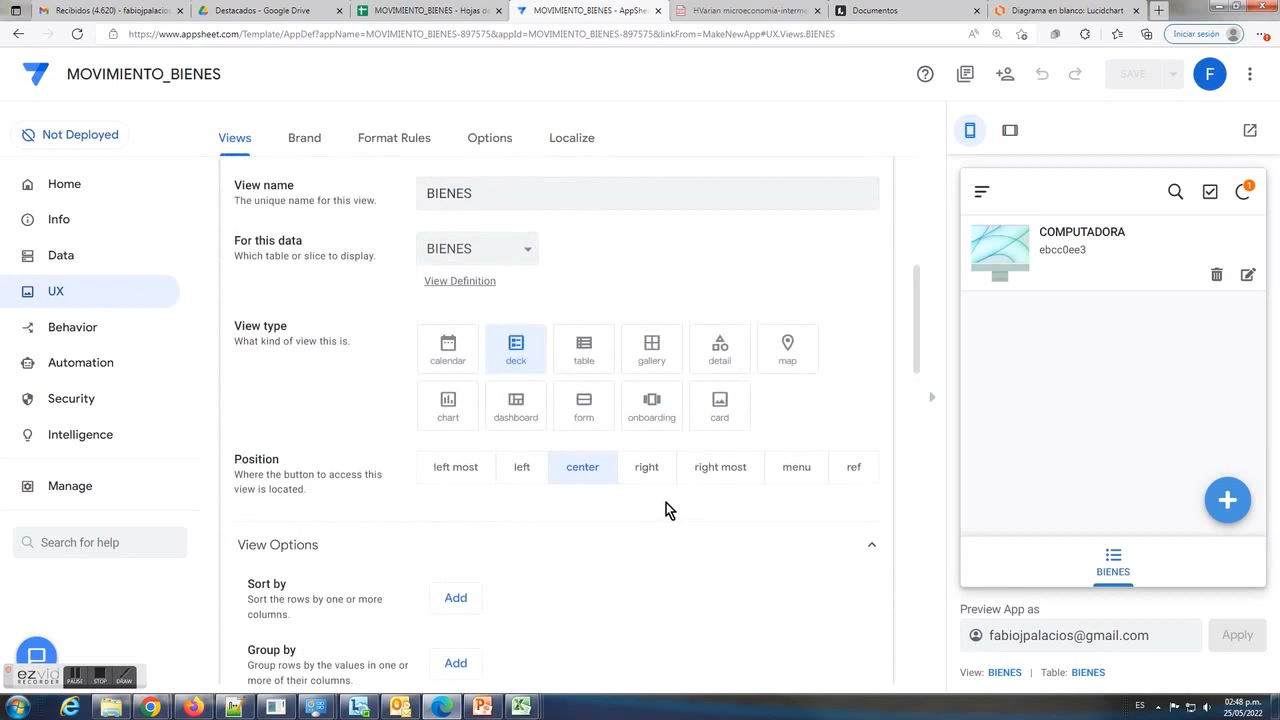 Recibidos (4.620) - fabiojpalacios
Destacados - Google Drive
MOVIMIENTO_BIENES - Hojas de
MOVIMIENTO_BIENES - AppShe
HVarian microeconomia-interme
Documentos
Diagrama en blanco: Lucidchart
https://www.appsheet.com/Template/AppDef?appName=MOVIMIENTO_BIENES-897575&appId=MOVIMIENTO_BIENES-897575&linkFrom=MakeNewApp#UX.Views.BIENES
Iniciar sesión
MOVIMIENTO_BIENES
SAVE
F
Not Deployed
Home
Info
Data
UX
Behavior
Automation
Security
Intelligence
Manage
Search for help
Views
Brand
Format Rules
Options
Localize
View name
The unique name for this view.
BIENES
For this data
Which table or slice to display.
BIENES
View Definition
View type
What kind of view this is.
calendar
deck
table
gallery
detail
map
chart
dashboard
form
onboarding
card
Position
Where the button to access this
view is located.
left most
left
center
right
right most
menu
ref
View Options
Sort by
Sort the rows by one or more
columns.
Add
Group by
Group rows by the values in one or
more of their columns.
Add
1
COMPUTADORA
ebcc0ee3
BIENES
Preview App as
fabiojpalacios@gmail.com
Apply
View: BIENES | Table: BIENES
ezvid
PAUSE
STOP
DRAW
ES
02:48 p.m.
25/05/2022